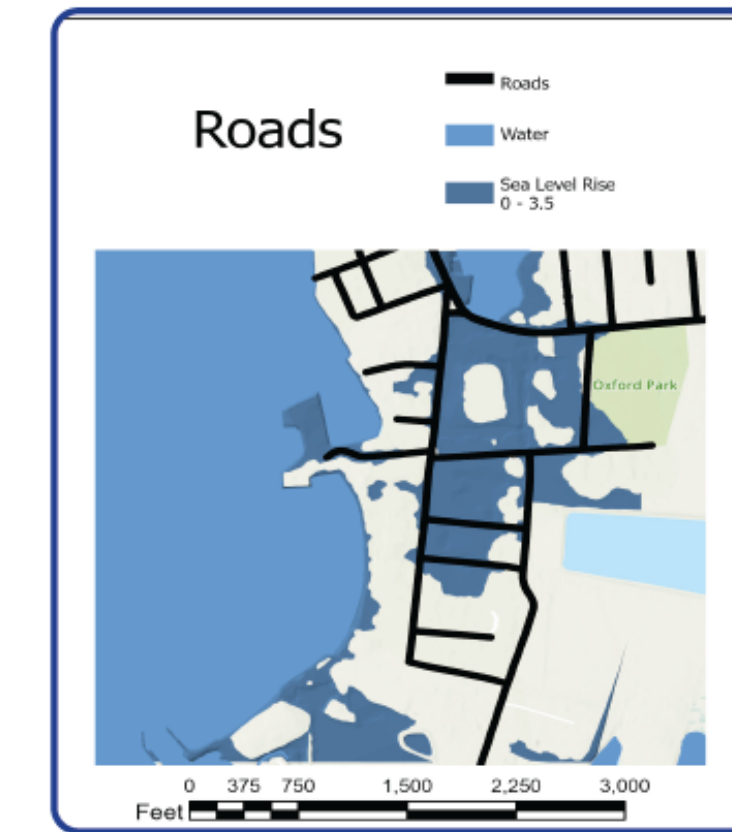 Roads
Roads
Water
Sea Level Rise
0 - 3.5
Oxford Park
0 375 750 1,500 2,250 3,000
Feet